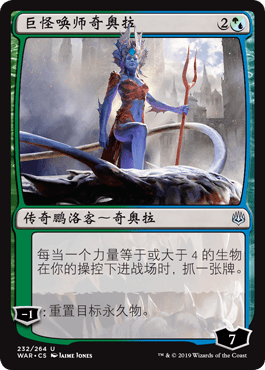 巨怪唤师奇奥拉 2
传奇鹏洛客～奇奥拉
每当一个力量等于或大于4的生物
在你的操控下进战场时，抓一张牌。
-1：重置目标永久物。
7
232/264 U
WAR • CS Jaime Jones
™ & © 2019 Wizards of the Coast